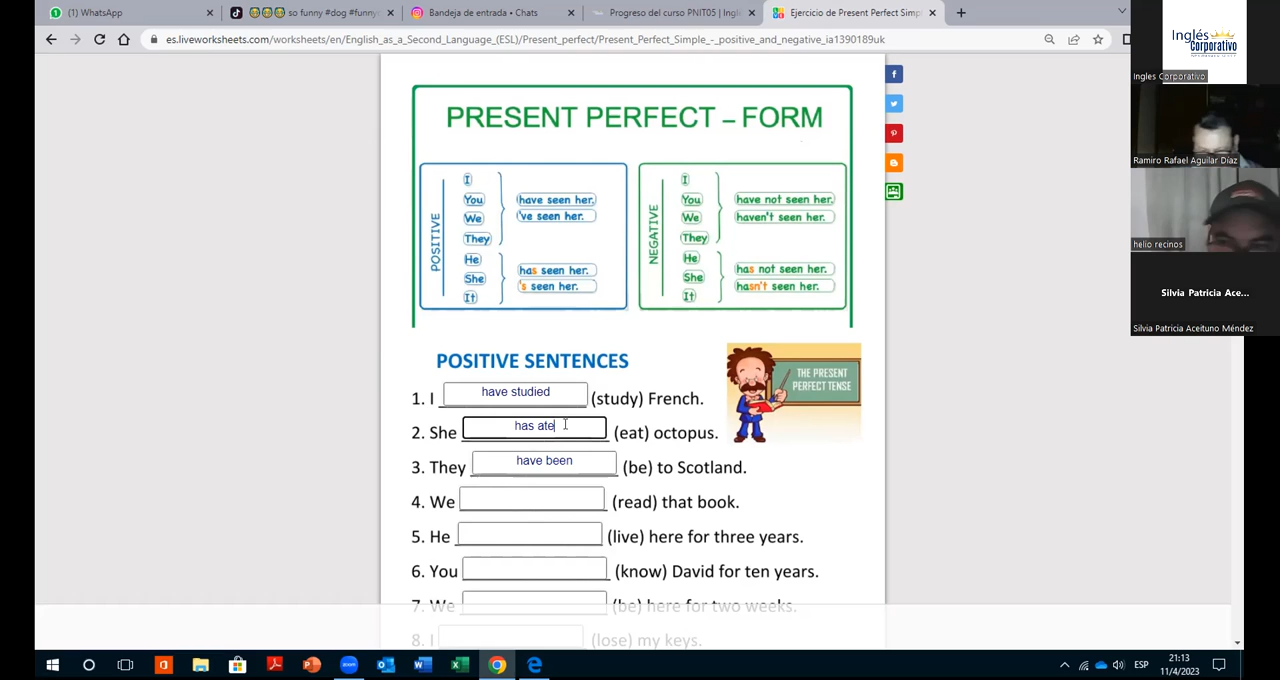 (1) WhatsApp
so funny #dog #funny
Bandeja de entrada • Chats
Progreso del curso PNIT05 | Ingl
Ejercicio de Present Perfect Simpl
es.liveworksheets.com/worksheets/en/English_as_a_Second_Language_(ESL)/Present_perfect/Present_Perfect_Simple_-_positive_and_negative_ia1390189uk
PRESENT PERFECT – FORM
POSITIVE
I
You
We
They
He
She
It
have seen her.
've seen her.
has seen her.
's seen her.
NEGATIVE
I
You
We
They
He
She
It
have not seen her.
haven't seen her.
has not seen her.
hasn't seen her.
POSITIVE SENTENCES
THE PRESENT
PERFECT TENSE
1. I have studied (study) French.
2. She has ate (eat) octopus.
3. They have been (be) to Scotland.
4. We (read) that book.
5. He (live) here for three years.
6. You (know) David for ten years.
7. We (be) here for two weeks.
8. I (lose) my keys.
Inglés
Corporativo
Ingles Corporativo
Ramiro Rafael Aguilar Díaz
helio recinos
Silvia Patricia Ace...
Silvia Patricia Aceituno Méndez
ESP
21:13
11/4/2023